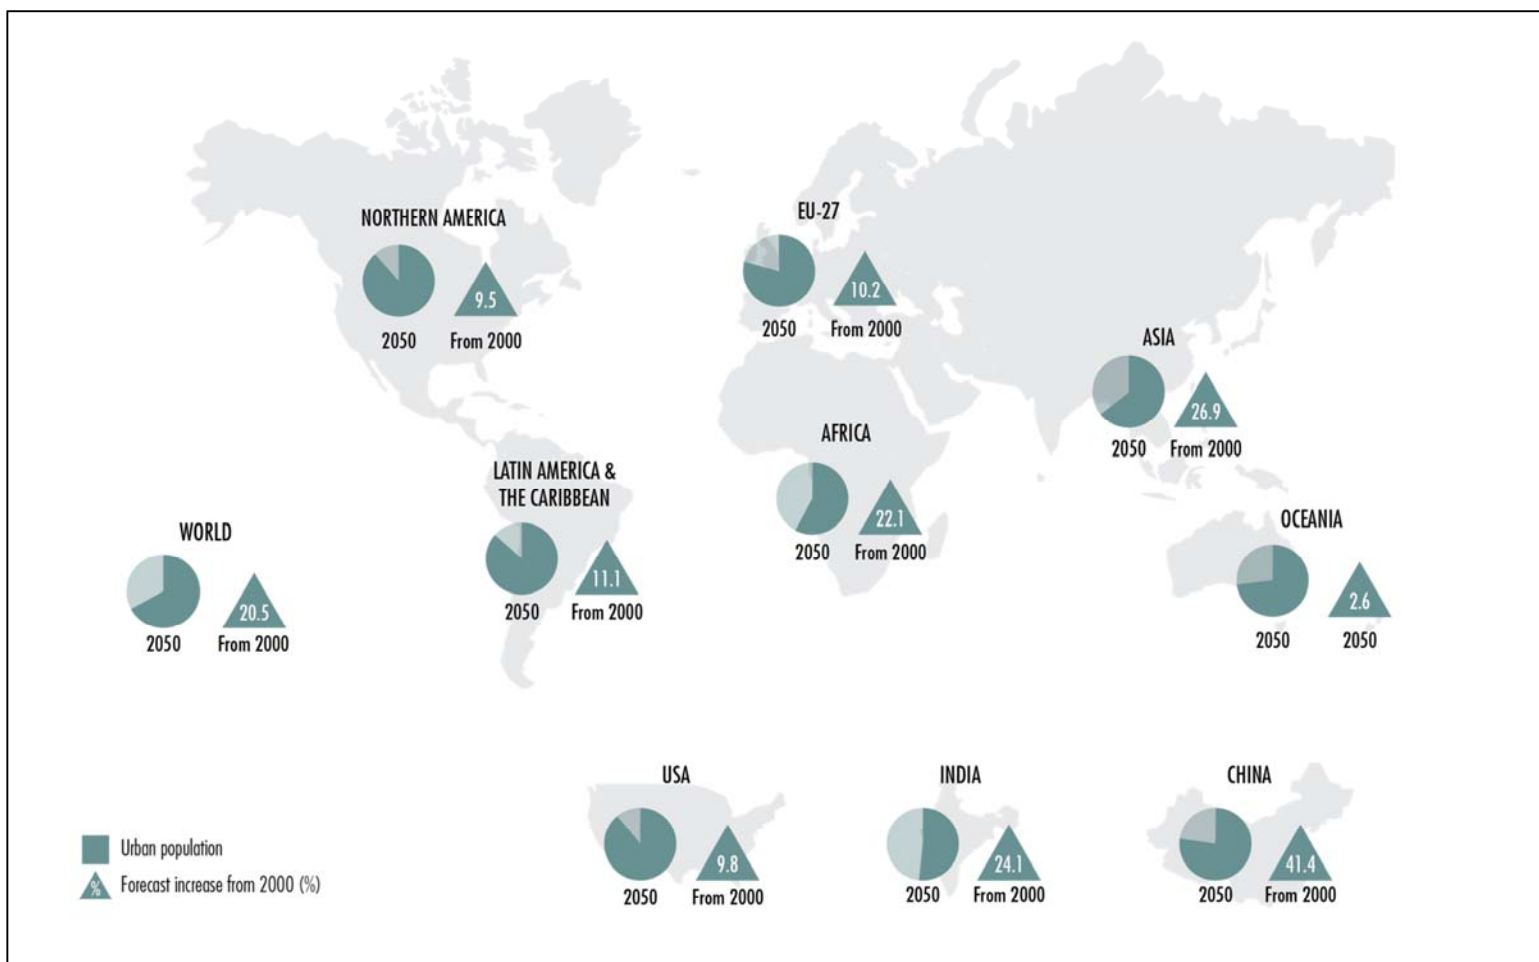 NORTHERN AMERICA
9.5
2050
From 2000
EU-27
10.2
2050
From 2000
ASIA
26.9
2050
From 2000
AFRICA
22.1
2050
From 2000
LATIN AMERICA &
THE CARIBBEAN
11.1
2050
From 2000
WORLD
20.5
2050
From 2000
OCEANIA
2.6
2050
2050
USA
9.8
2050
From 2000
INDIA
24.1
2050
From 2000
CHINA
41.4
2050
From 2000
Urban population
%
Forecast increase from 2000 (%)